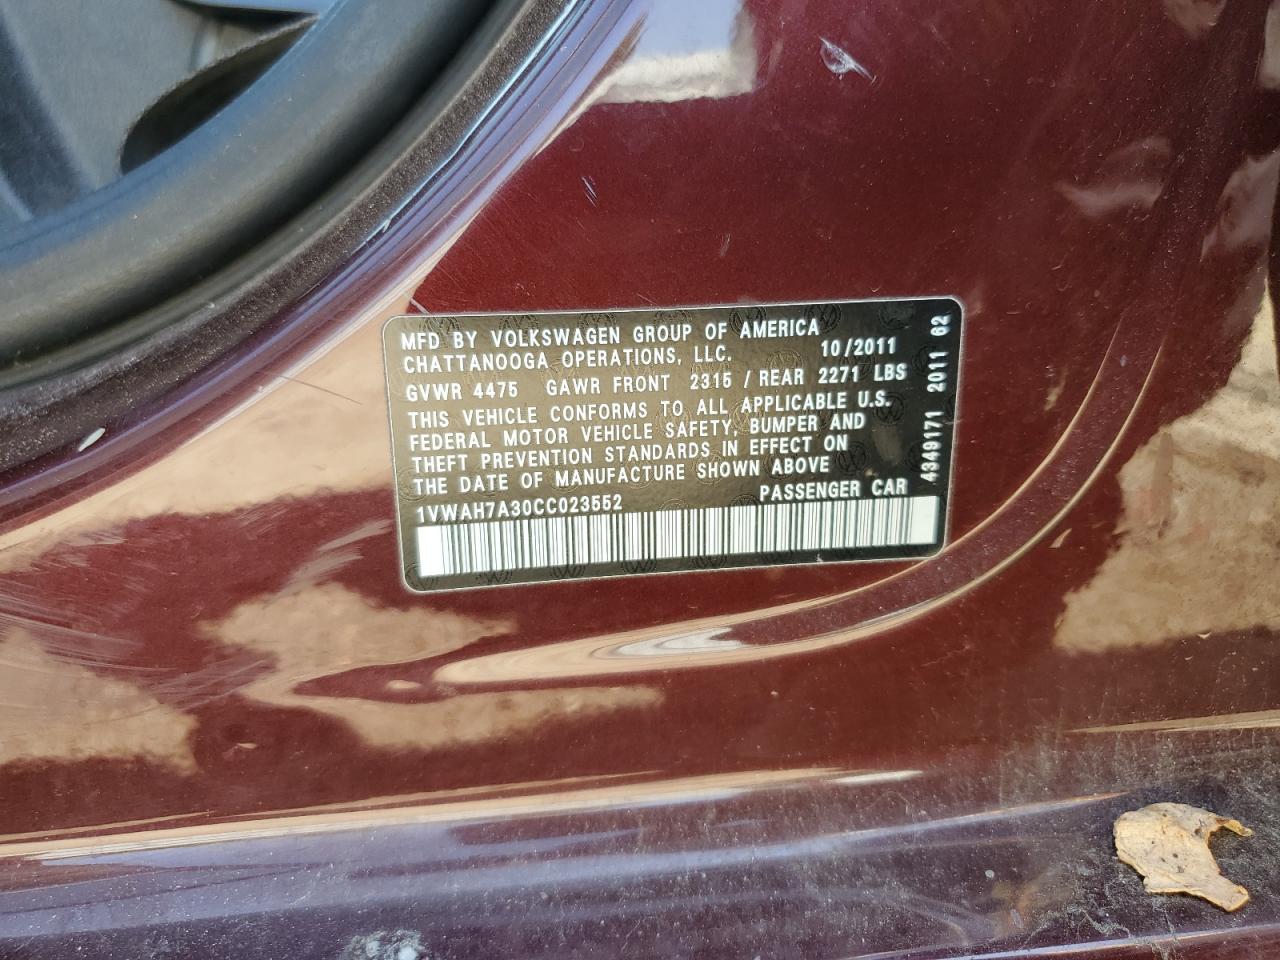 MFD BY VOLKSWAGEN GROUP OF AMERICA
CHATTANOOGA OPERATIONS, LLC. 10/2011
GVWR 4475 GAWR FRONT 2315 / REAR 2271 LBS
THIS VEHICLE CONFORMS TO ALL APPLICABLE U.S.
FEDERAL MOTOR VEHICLE SAFETY, BUMPER AND
THEFT PREVENTION STANDARDS IN EFFECT ON
THE DATE OF MANUFACTURE SHOWN ABOVE
1VWAH7A30CC023552 PASSENGER CAR
4349171 2011 62